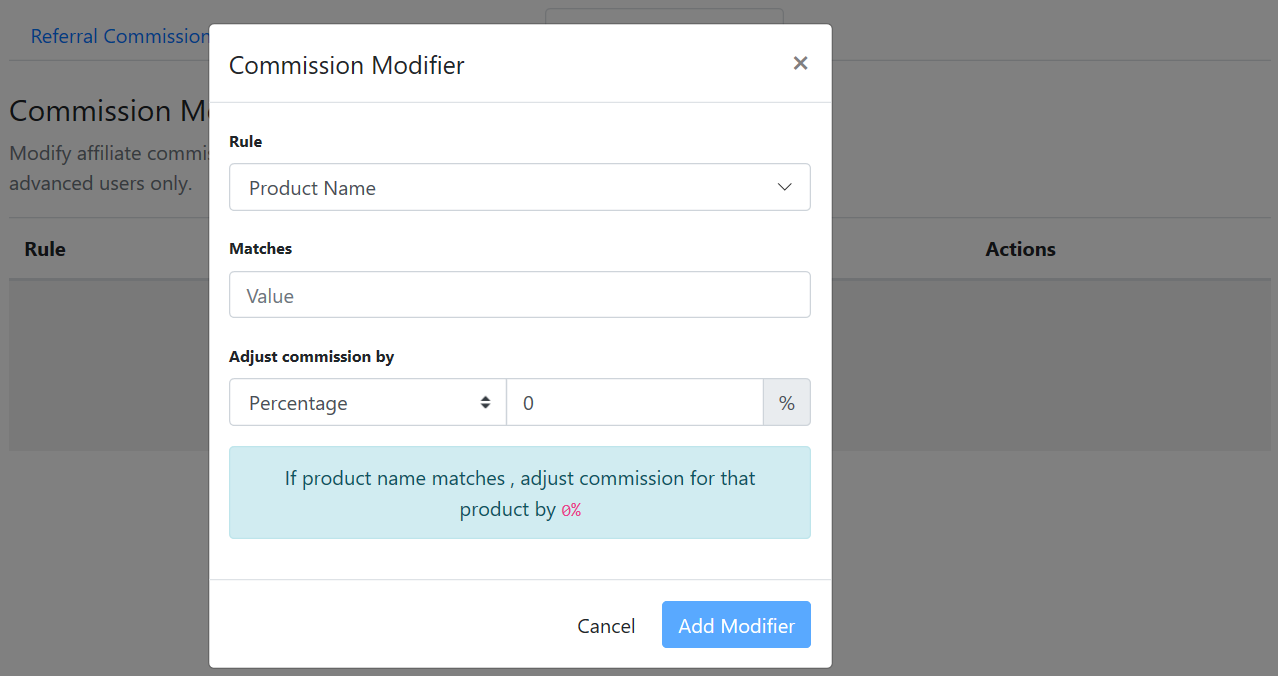 Referral Commission
Commission Modifier
×
Commission Mo
Modify affiliate commis
advanced users only.
Rule
Actions
Rule
Product Name
Matches
Value
Adjust commission by
Percentage
0
%
If product name matches , adjust commission for that
product by 0%
Cancel
Add Modifier